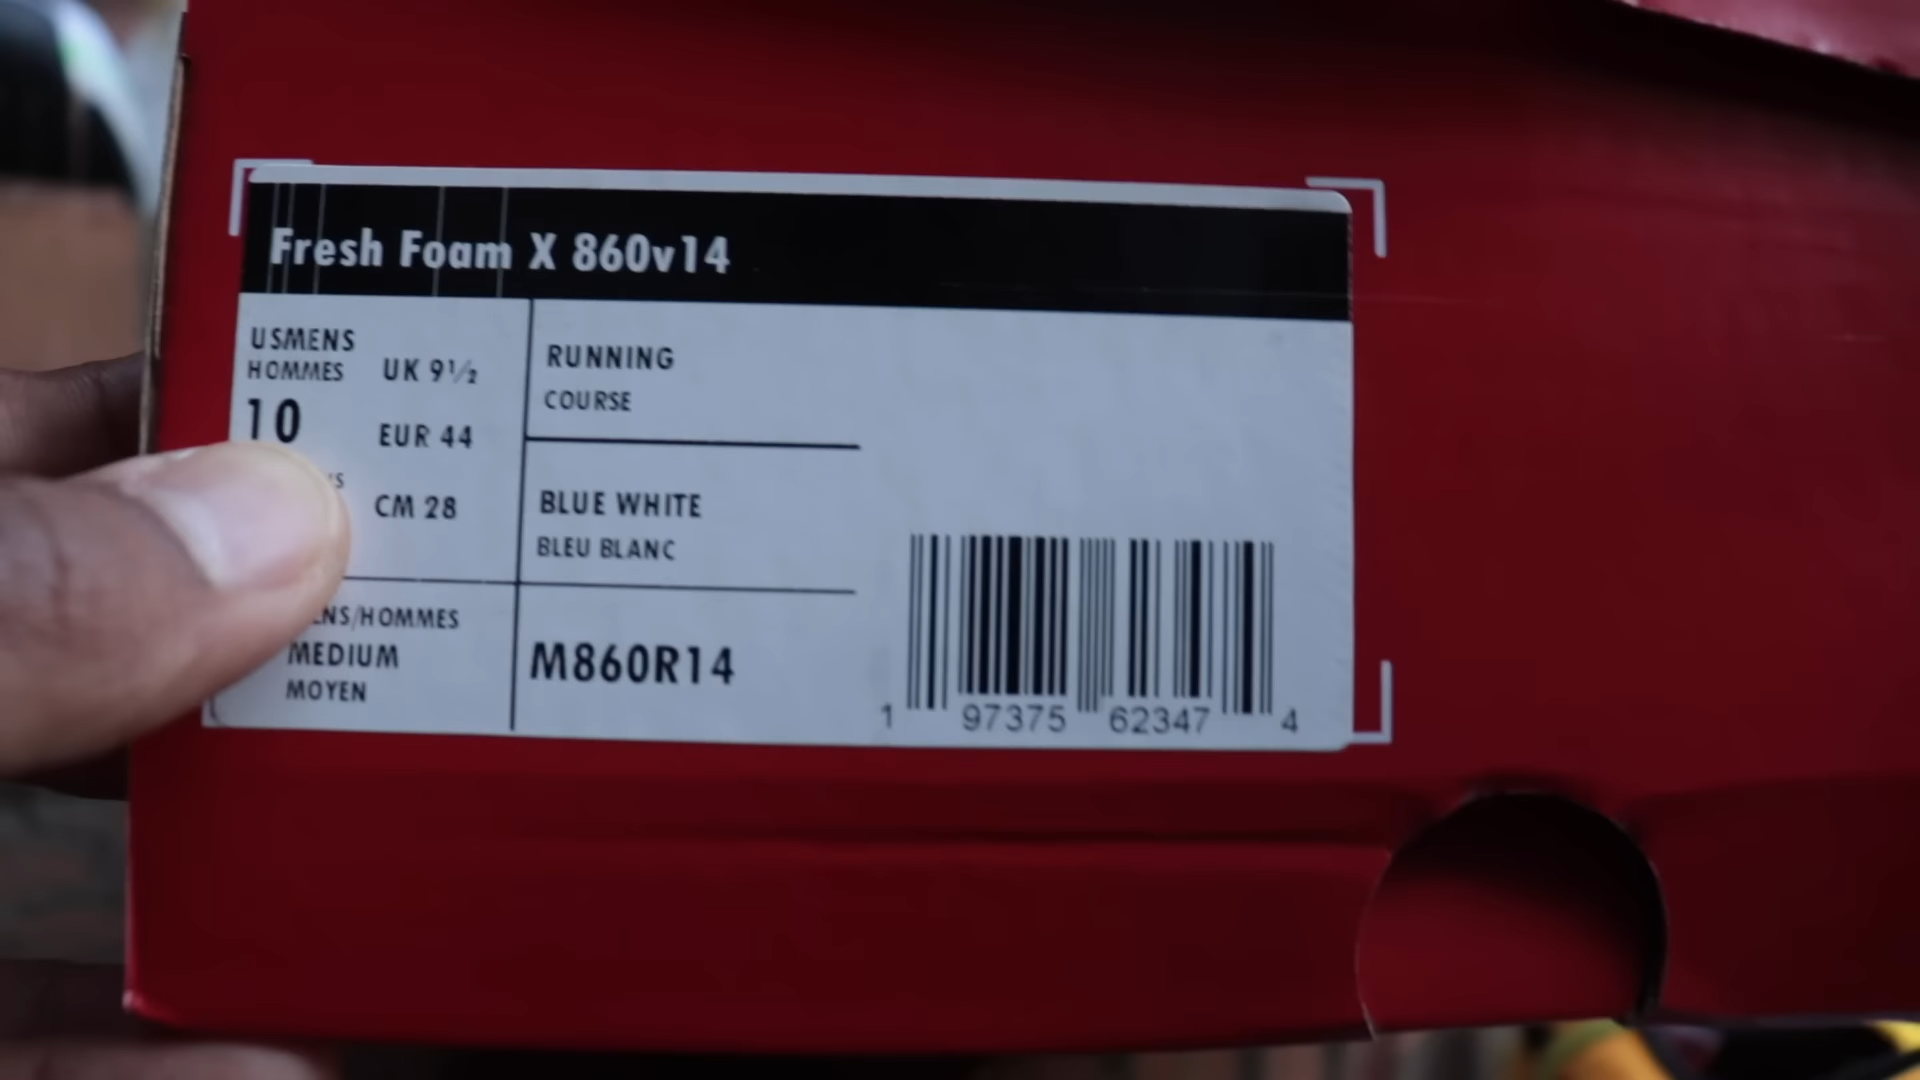 Fresh Foam X 860v14
USMENS
HOMMES
10
UK 9½
EUR 44
CM 28
RUNNING
COURSE
BLUE WHITE
BLEU BLANC
MEDIUM
MOYEN
M860R14
1 97375 62347 4